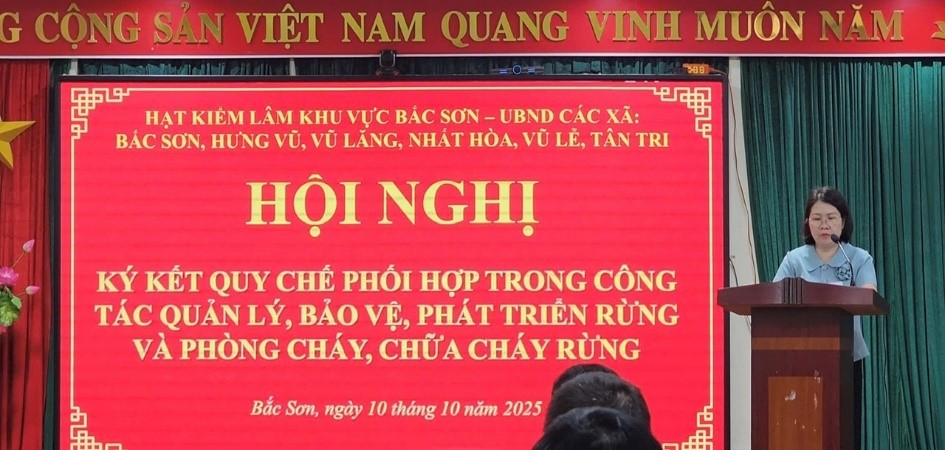 G CỘNG SẢN VIỆT NAM QUANG VINH MUÔN NĂM
HẠT KIỂM LÂM KHU VỰC BẮC SƠN – UBND CÁC XÃ:
BẮC SƠN, HƯNG VŨ, VŨ LĂNG, NHẤT HÒA, VŨ LỄ, TÂN TRI
HỘI NGHỊ
KÝ KẾT QUY CHẾ PHỐI HỢP TRONG CÔNG
TÁC QUẢN LÝ, BẢO VỆ, PHÁT TRIỂN RỪNG
VÀ PHÒNG CHÁY, CHỮA CHÁY RỪNG
Bắc Sơn, ngày 10 tháng 10 năm 2025